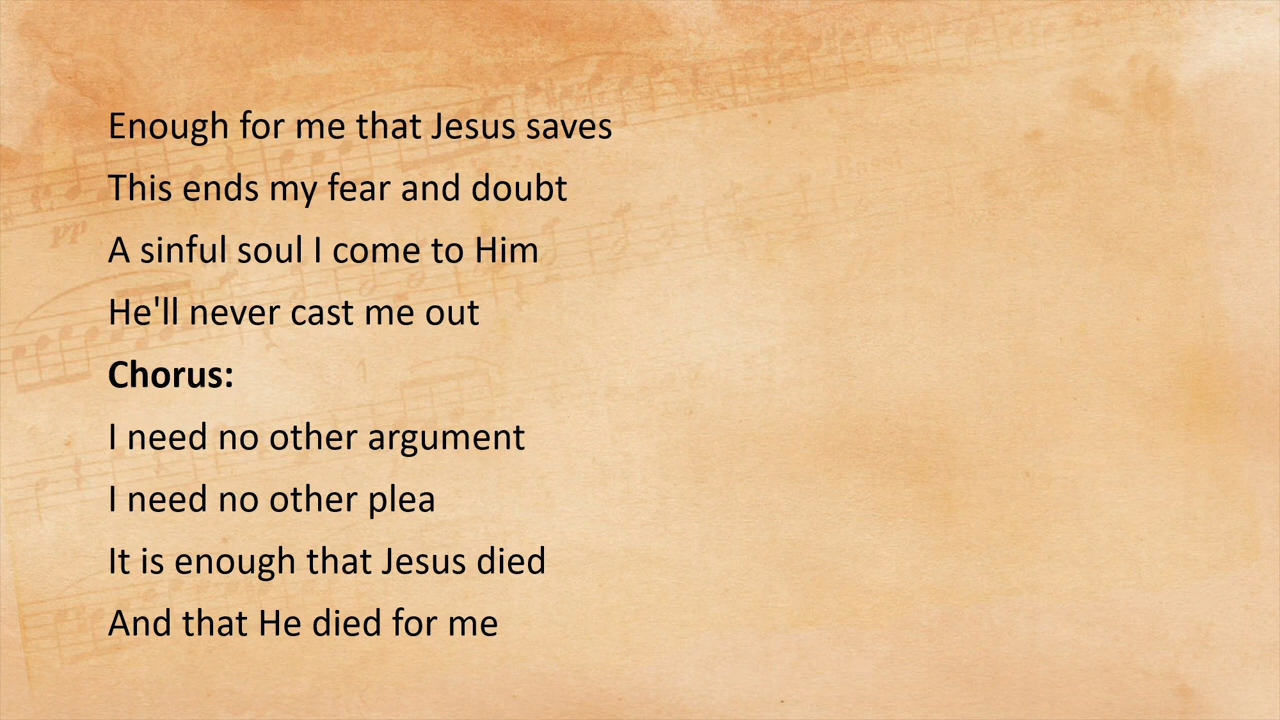 Enough for me that Jesus saves
This ends my fear and doubt
A sinful soul I come to Him
He'll never cast me out
Chorus:
I need no other argument
I need no other plea
It is enough that Jesus died
And that He died for me